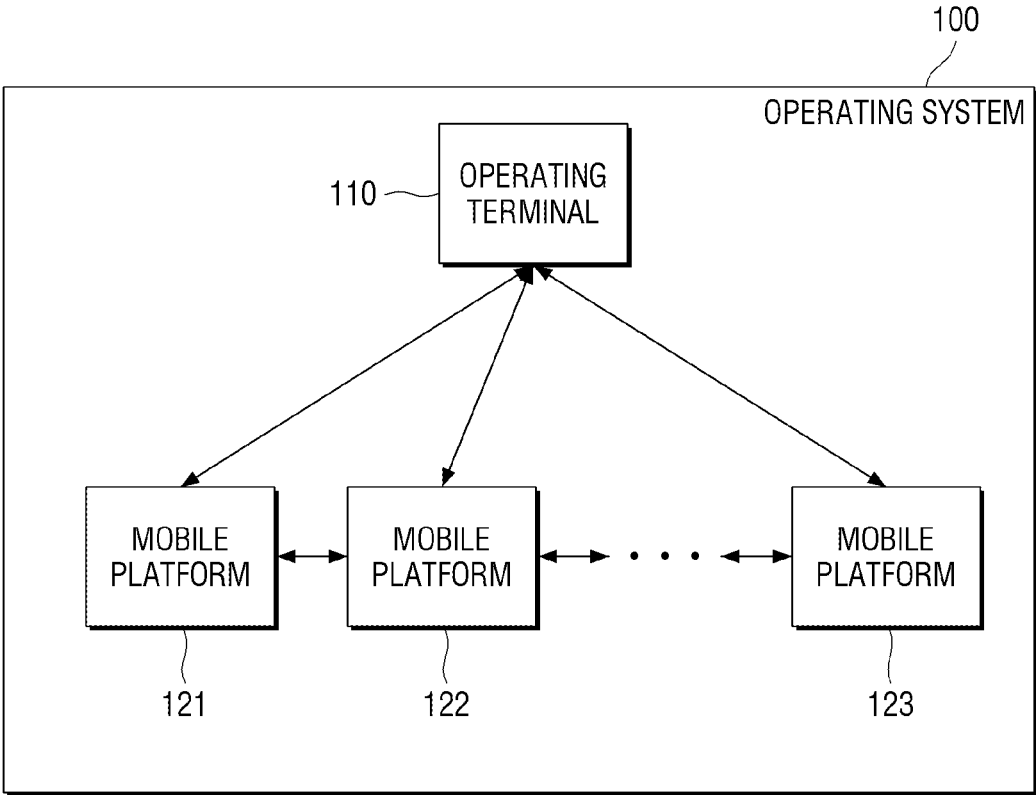 100
OPERATING SYSTEM
110
OPERATING
TERMINAL
MOBILE
PLATFORM
MOBILE
PLATFORM
MOBILE
PLATFORM
121
122
123